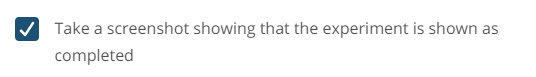 Take a screenshot showing that the experiment is shown as
completed